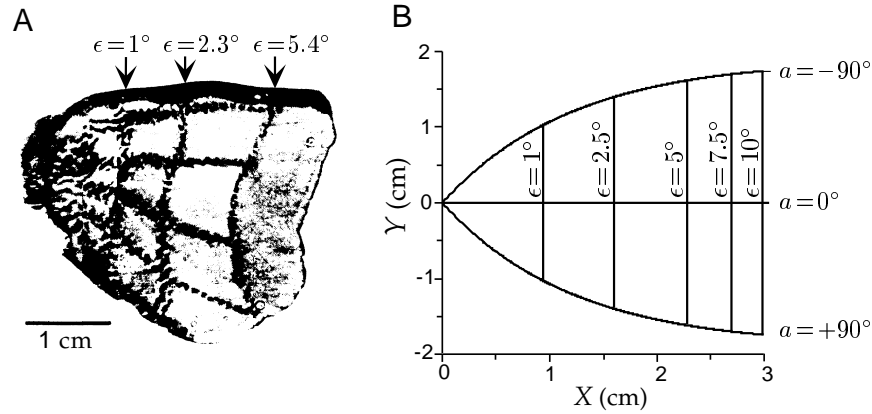 A
ϵ=1° ϵ=2.3° ϵ=5.4°
1 cm
B
2
1
0
-1
-2
Y (cm)
0
1
2
3
X (cm)
ϵ=1°
ϵ=2.5°
ϵ=5°
ϵ=7.5°
ϵ=10°
a=−90°
a=0°
a=+90°